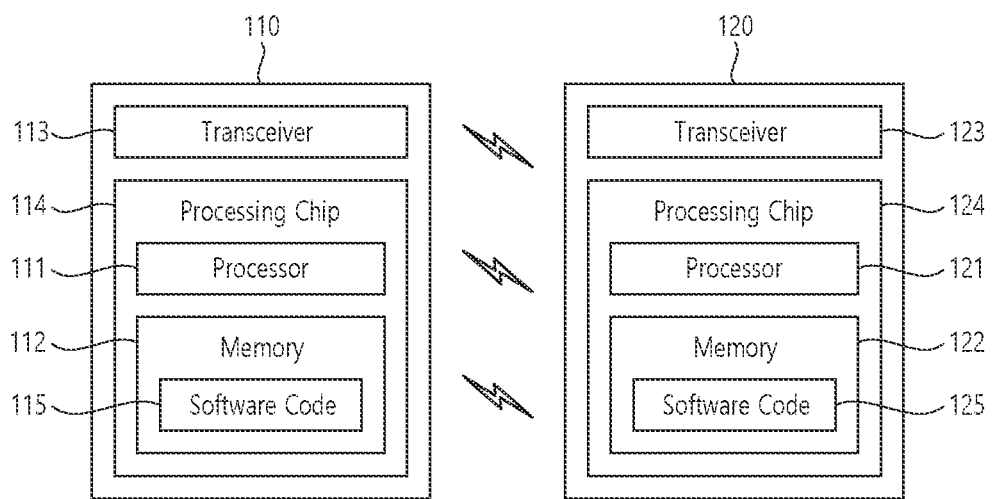 110 120
113 Transceiver Transceiver 123
114 Processing Chip Processing Chip 124
111 Processor Processor 121
112 Memory Memory 122
115 Software Code Software Code 125